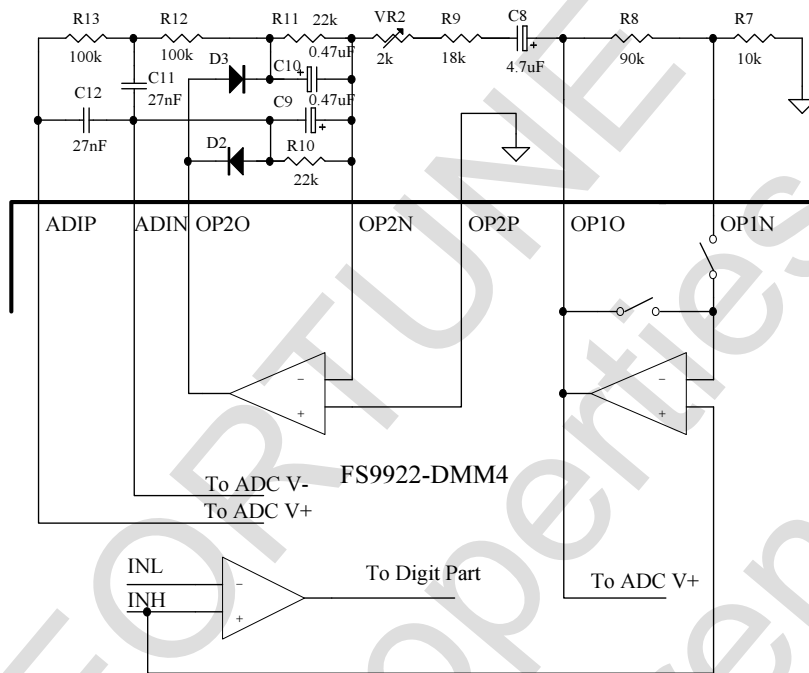 R13 R12 R11 22k VR2 R9 C8 R8 R7
100k 100k 0.47uF 2k 18k + 4.7uF 90k 10k
D3 C10 +
C11
27nF
C12 C9 0.47uF
27nF D2 +
R10
22k
ADIP ADIN OP2O OP2N OP2P OP1O OP1N
− −
+ +
FS9922-DMM4
To ADC V-
To ADC V+
INL − To Digit Part To ADC V+
INH +
FORTUNE
Properties